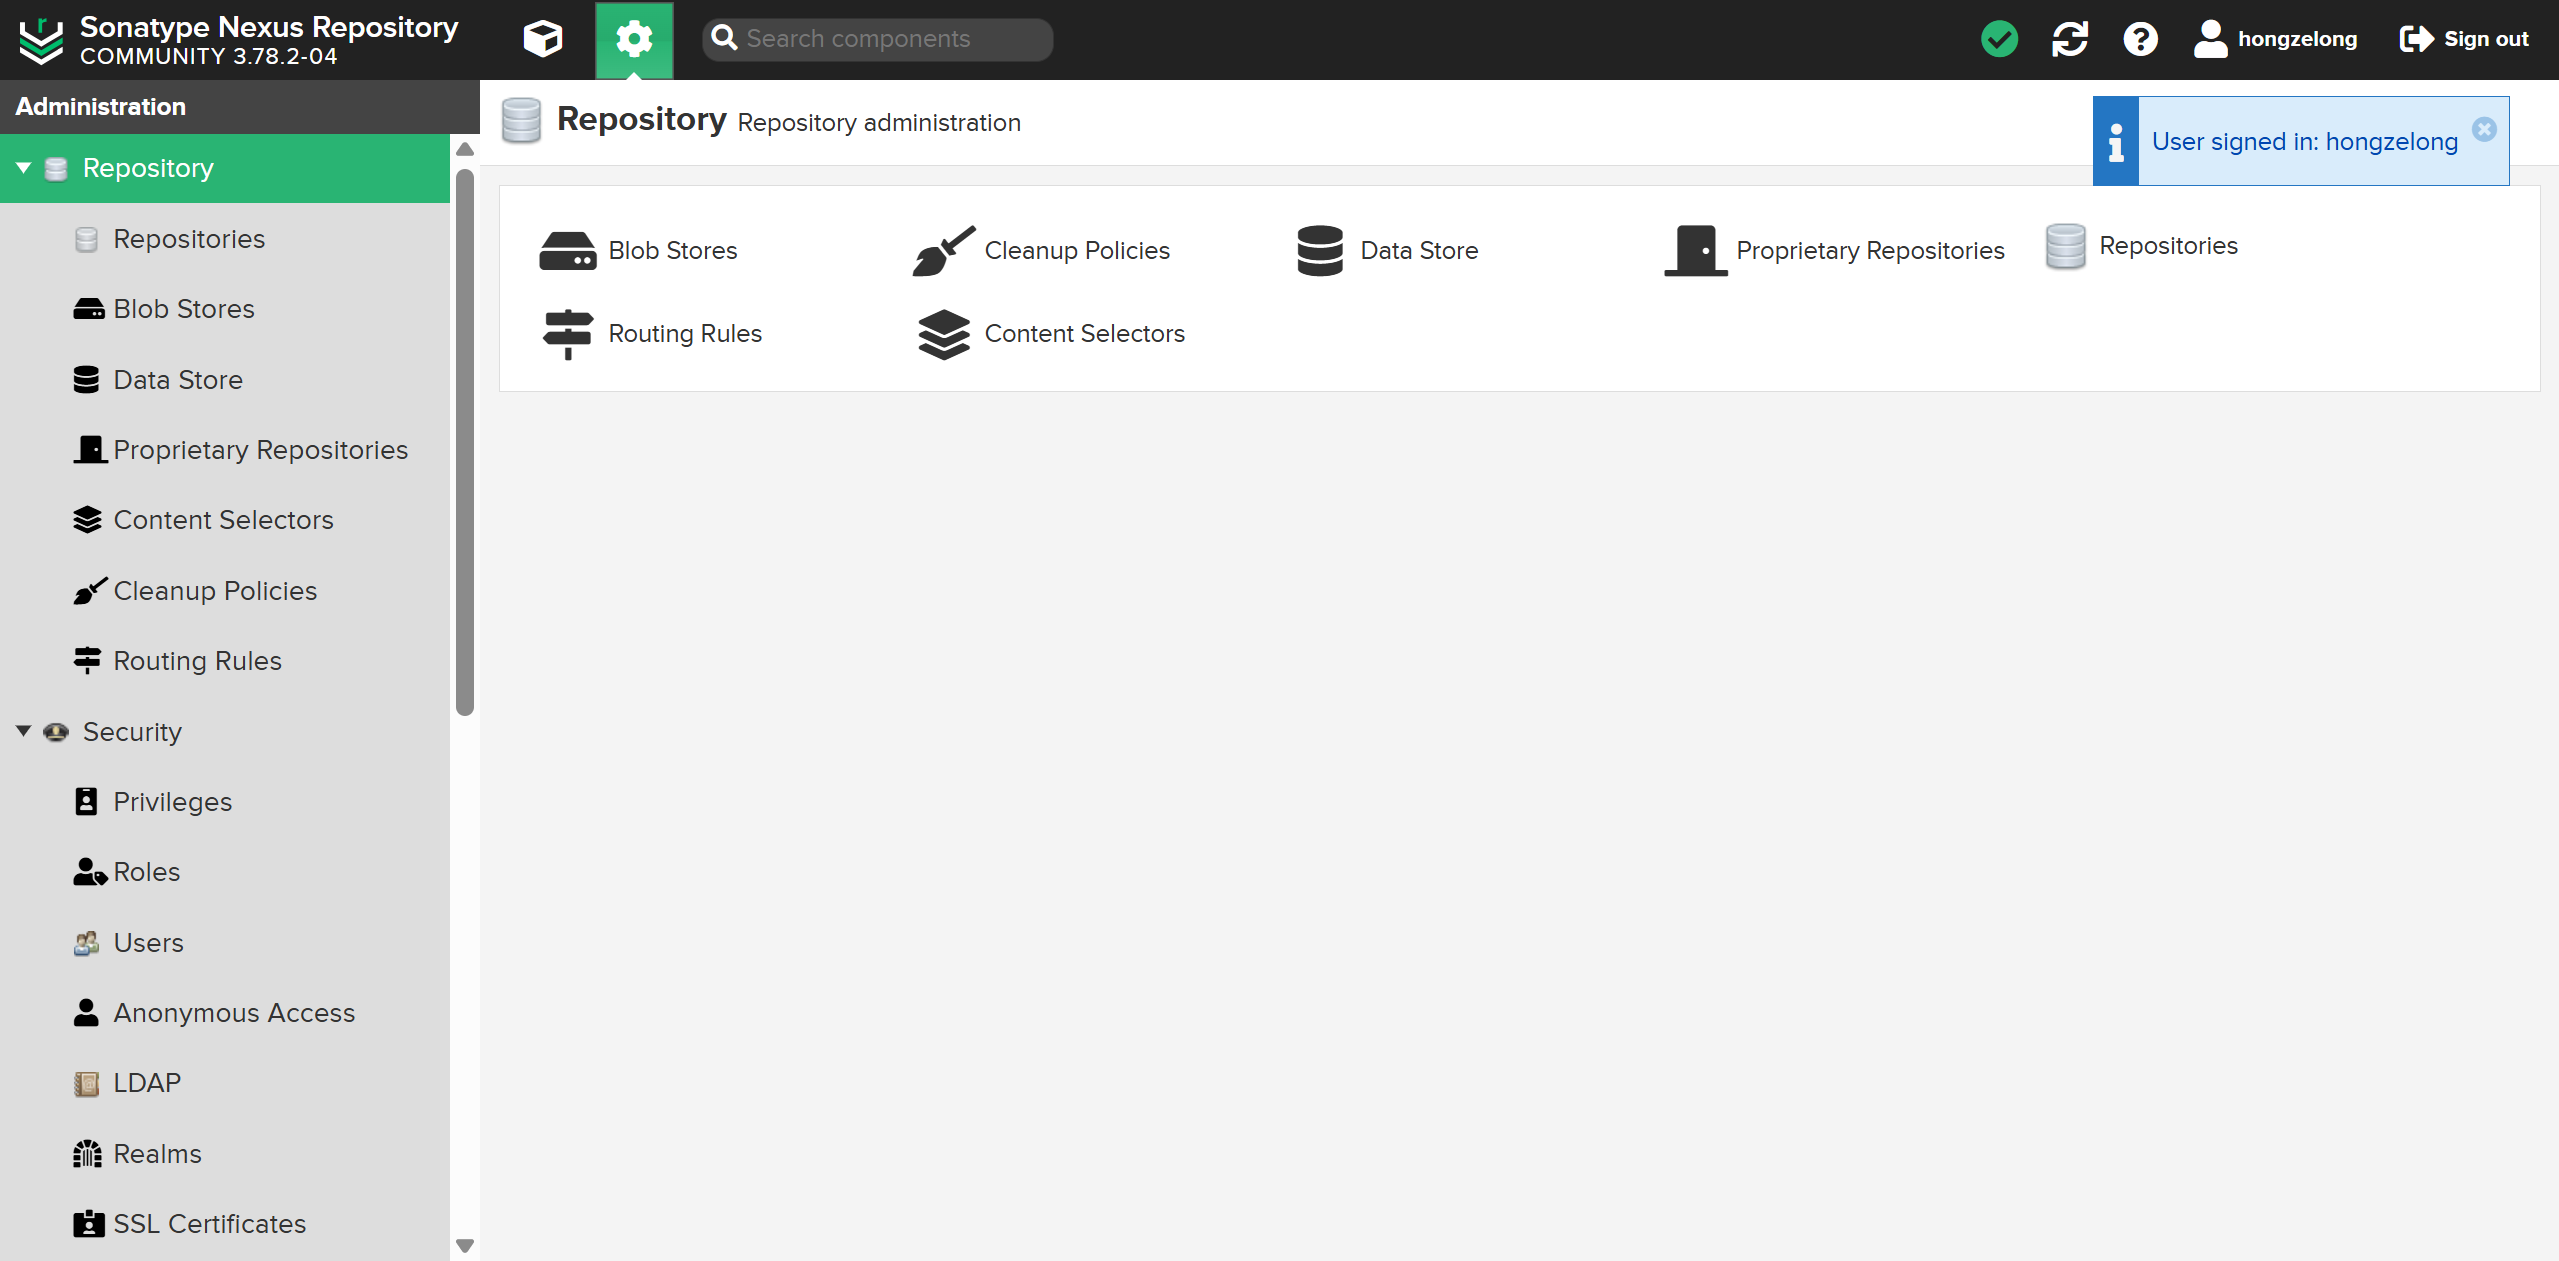 Sonatype Nexus Repository
COMMUNITY 3.78.2-04
Search components
hongzelong
Sign out
Administration
Repository
Repositories
Blob Stores
Data Store
Proprietary Repositories
Content Selectors
Cleanup Policies
Routing Rules
Security
Privileges
Roles
Users
Anonymous Access
LDAP
Realms
SSL Certificates
Repository Repository administration
User signed in: hongzelong
Blob Stores
Cleanup Policies
Data Store
Proprietary Repositories
Repositories
Routing Rules
Content Selectors